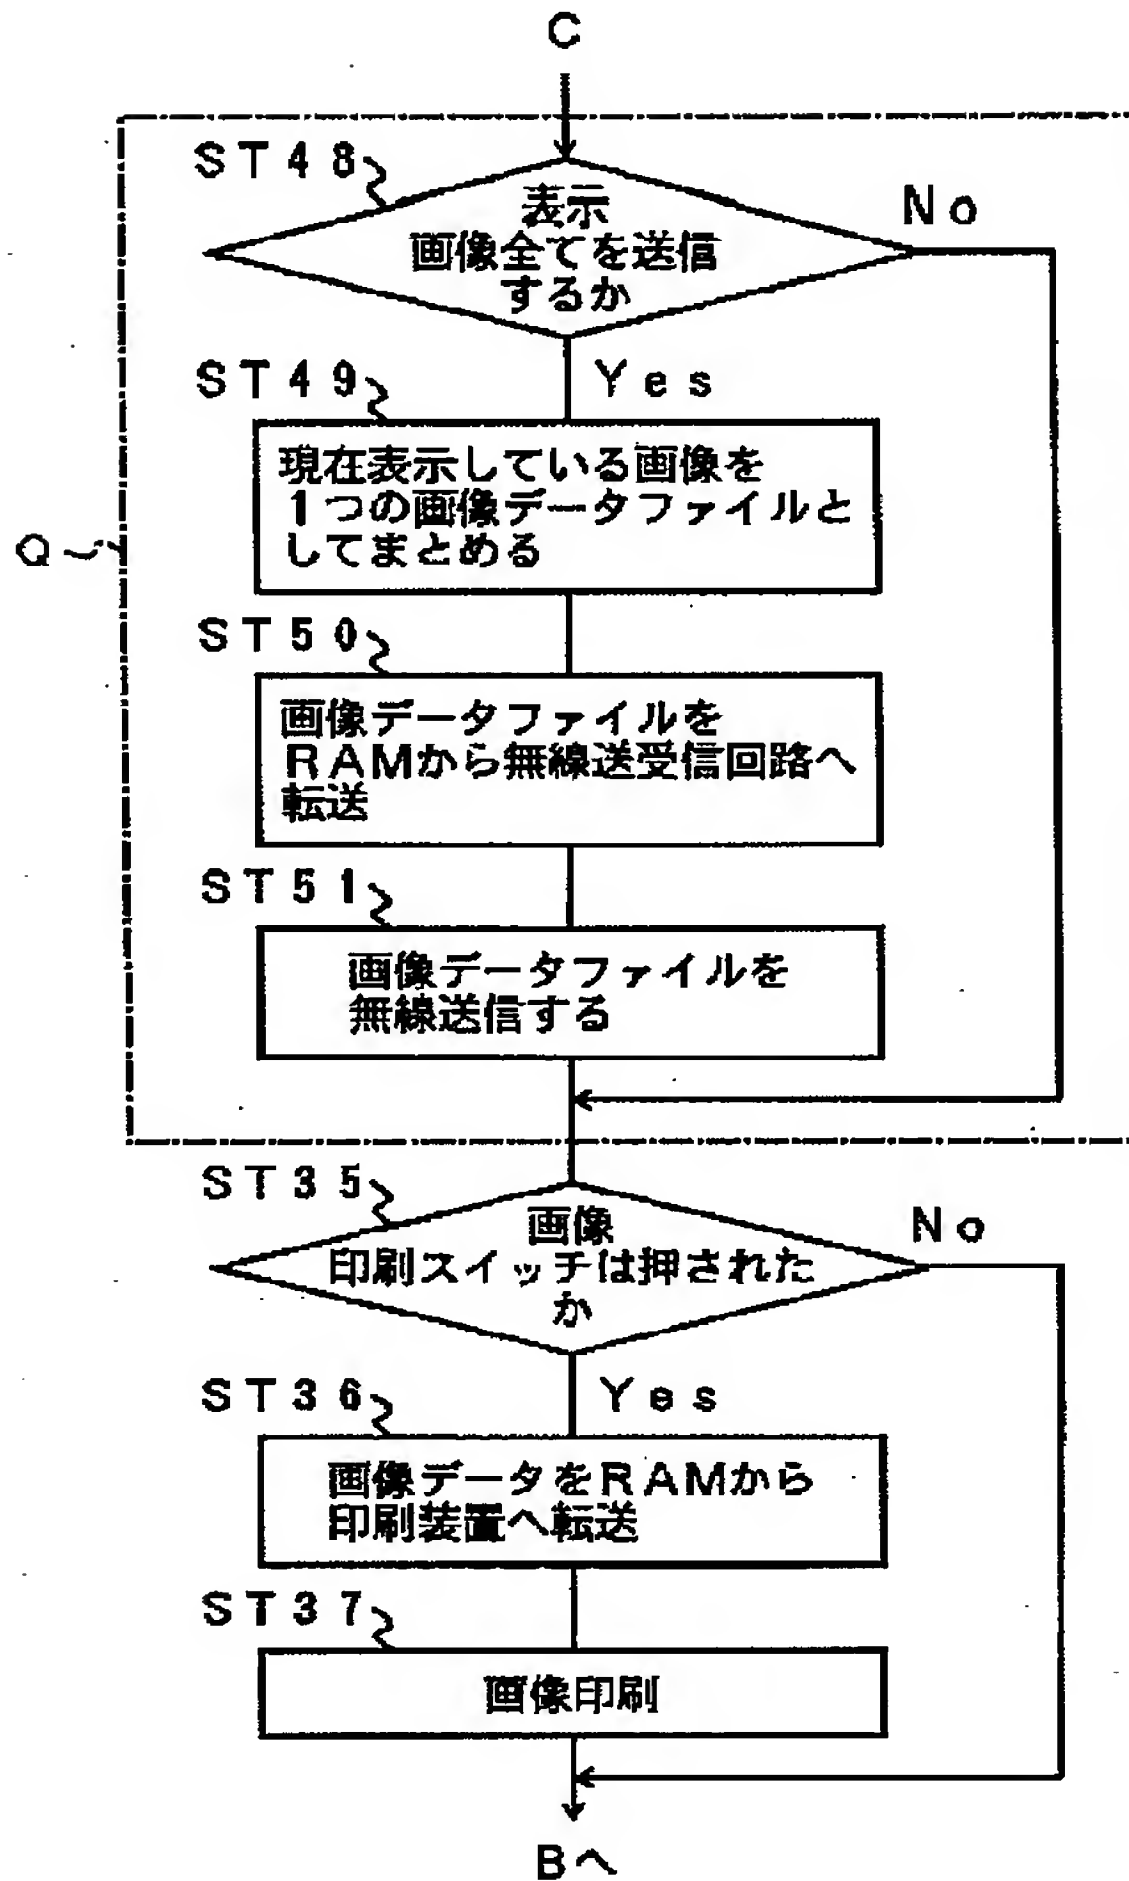 C
ST48
表示
画像全てを送信
するか
No
Yes
ST49
現在表示している画像を
1つの画像データファイルと
してまとめる
Q
ST50
画像データファイルを
RAMから無線送受信回路へ
転送
ST51
画像データファイルを
無線送信する
ST35
画像
印刷スイッチは押された
か
No
Yes
ST36
画像データをRAMから
印刷装置へ転送
ST37
画像印刷
Bへ